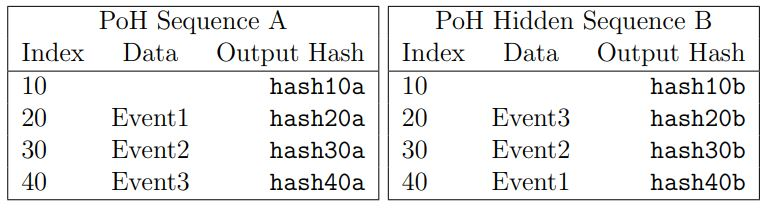 PoH Sequence A
Index Data Output Hash
10 hash10a
20 Event1 hash20a
30 Event2 hash30a
40 Event3 hash40a
PoH Hidden Sequence B
Index Data Output Hash
10 hash10b
20 Event3 hash20b
30 Event2 hash30b
40 Event1 hash40b